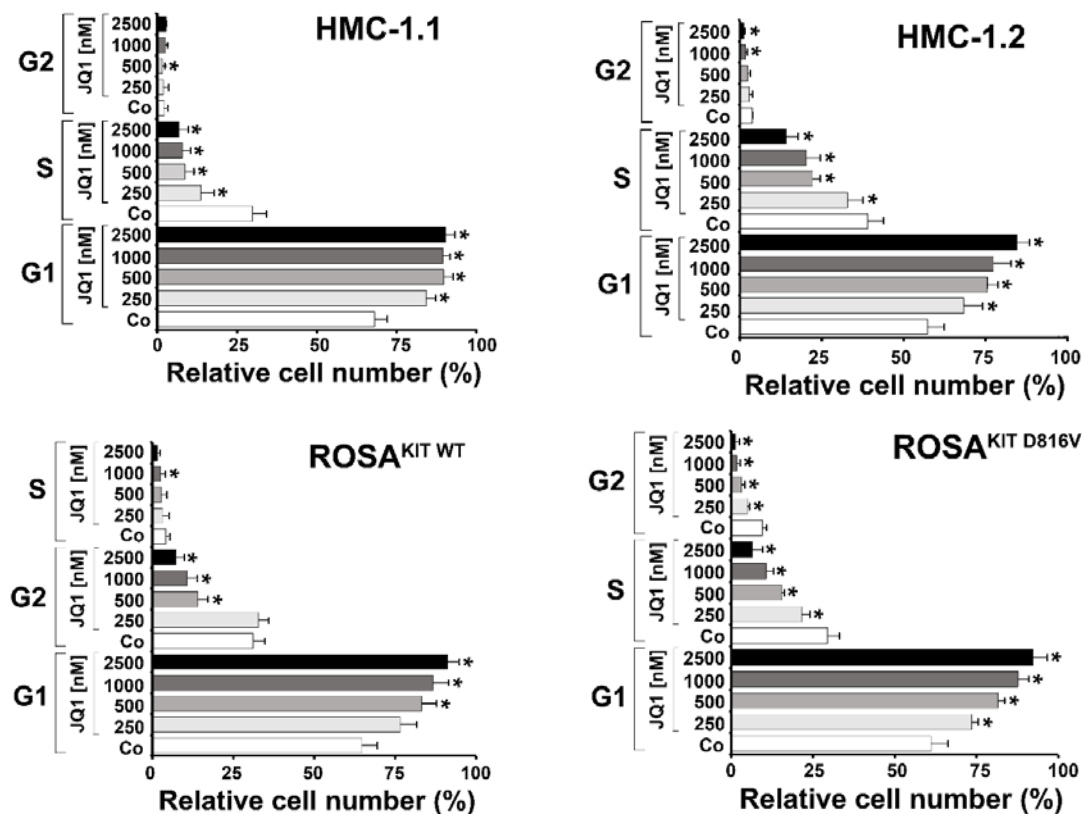 HMC-1.1
G2
JQ1 [nM]
2500
1000
500 *
250
Co
S
JQ1 [nM]
2500 *
1000 *
500 *
250 *
Co
G1
JQ1 [nM]
2500 *
1000 *
500 *
250 *
Co
0 25 50 75 100
Relative cell number (%)
HMC-1.2
G2
JQ1 [nM]
2500 *
1000 *
500
250
Co
S
JQ1 [nM]
2500 *
1000 *
500 *
250 *
Co
G1
JQ1 [nM]
2500 *
1000 *
500 *
250 *
Co
0 25 50 75 100
Relative cell number (%)
ROSA KIT WT
S
JQ1 [nM]
2500
1000 *
500
250
Co
G2
JQ1 [nM]
2500 *
1000 *
500 *
250
Co
G1
JQ1 [nM]
2500 *
1000 *
500 *
250
Co
0 25 50 75 100
Relative cell number (%)
ROSA KIT D816V
G2
JQ1 [nM]
2500 *
1000 *
500 *
250 *
Co
S
JQ1 [nM]
2500 *
1000 *
500 *
250 *
Co
G1
JQ1 [nM]
2500 *
1000 *
500 *
250 *
Co
0 25 50 75 100
Relative cell number (%)